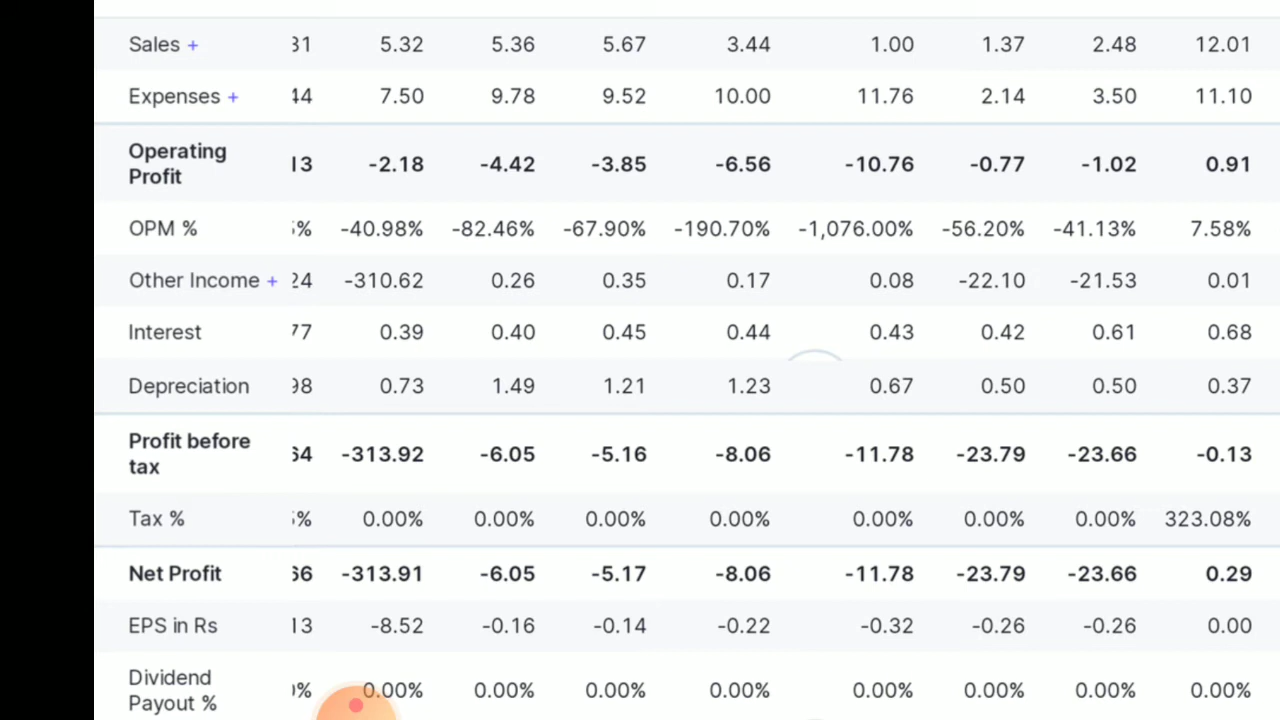 Sales + 31 5.32 5.36 5.67 3.44 1.00 1.37 2.48 12.01
Expenses + 44 7.50 9.78 9.52 10.00 11.76 2.14 3.50 11.10
Operating
Profit 13 -2.18 -4.42 -3.85 -6.56 -10.76 -0.77 -1.02 0.91
OPM % % -40.98% -82.46% -67.90% -190.70% -1,076.00% -56.20% -41.13% 7.58%
Other Income + 24 -310.62 0.26 0.35 0.17 0.08 -22.10 -21.53 0.01
Interest 77 0.39 0.40 0.45 0.44 0.43 0.42 0.61 0.68
Depreciation 98 0.73 1.49 1.21 1.23 0.67 0.50 0.50 0.37
Profit before
tax 64 -313.92 -6.05 -5.16 -8.06 -11.78 -23.79 -23.66 -0.13
Tax % % 0.00% 0.00% 0.00% 0.00% 0.00% 0.00% 0.00% 323.08%
Net Profit 66 -313.91 -6.05 -5.17 -8.06 -11.78 -23.79 -23.66 0.29
EPS in Rs 13 -8.52 -0.16 -0.14 -0.22 -0.32 -0.26 -0.26 0.00
Dividend
Payout % % 0.00% 0.00% 0.00% 0.00% 0.00% 0.00% 0.00% 0.00%